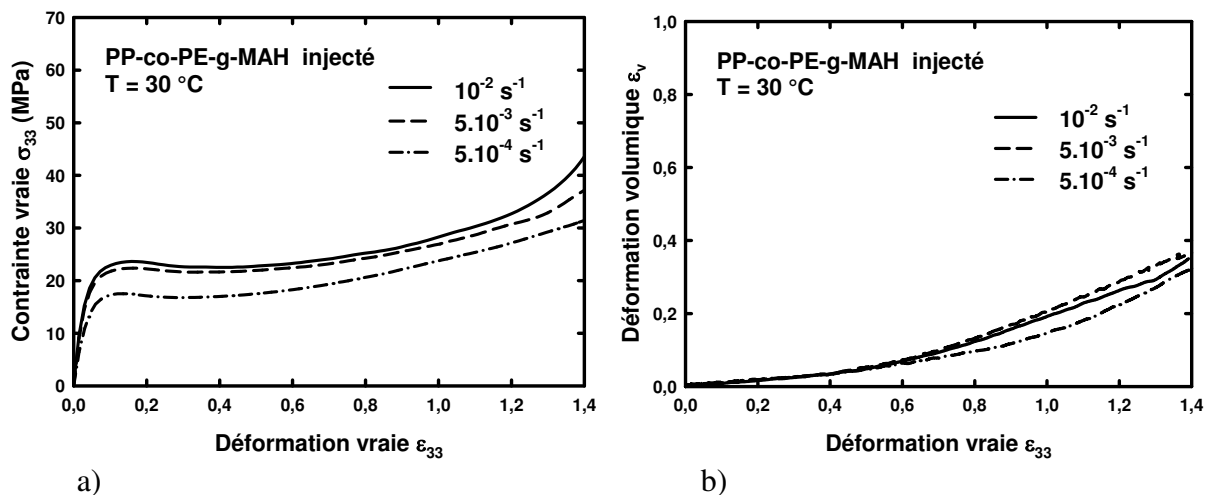 70
60
50
40
30
20
10
0
Contrainte vraie σ₃₃ (MPa)
PP-co-PE-g-MAH injecté
T = 30 °C
10⁻² s⁻¹
5.10⁻³ s⁻¹
5.10⁻⁴ s⁻¹
0,0 0,2 0,4 0,6 0,8 1,0 1,2 1,4
Déformation vraie ε₃₃
a)
1,0
0,8
0,6
0,4
0,2
0,0
Déformation volumique εᵥ
PP-co-PE-g-MAH injecté
T = 30 °C
10⁻² s⁻¹
5.10⁻³ s⁻¹
5.10⁻⁴ s⁻¹
0,0 0,2 0,4 0,6 0,8 1,0 1,2 1,4
Déformation vraie ε₃₃
b)